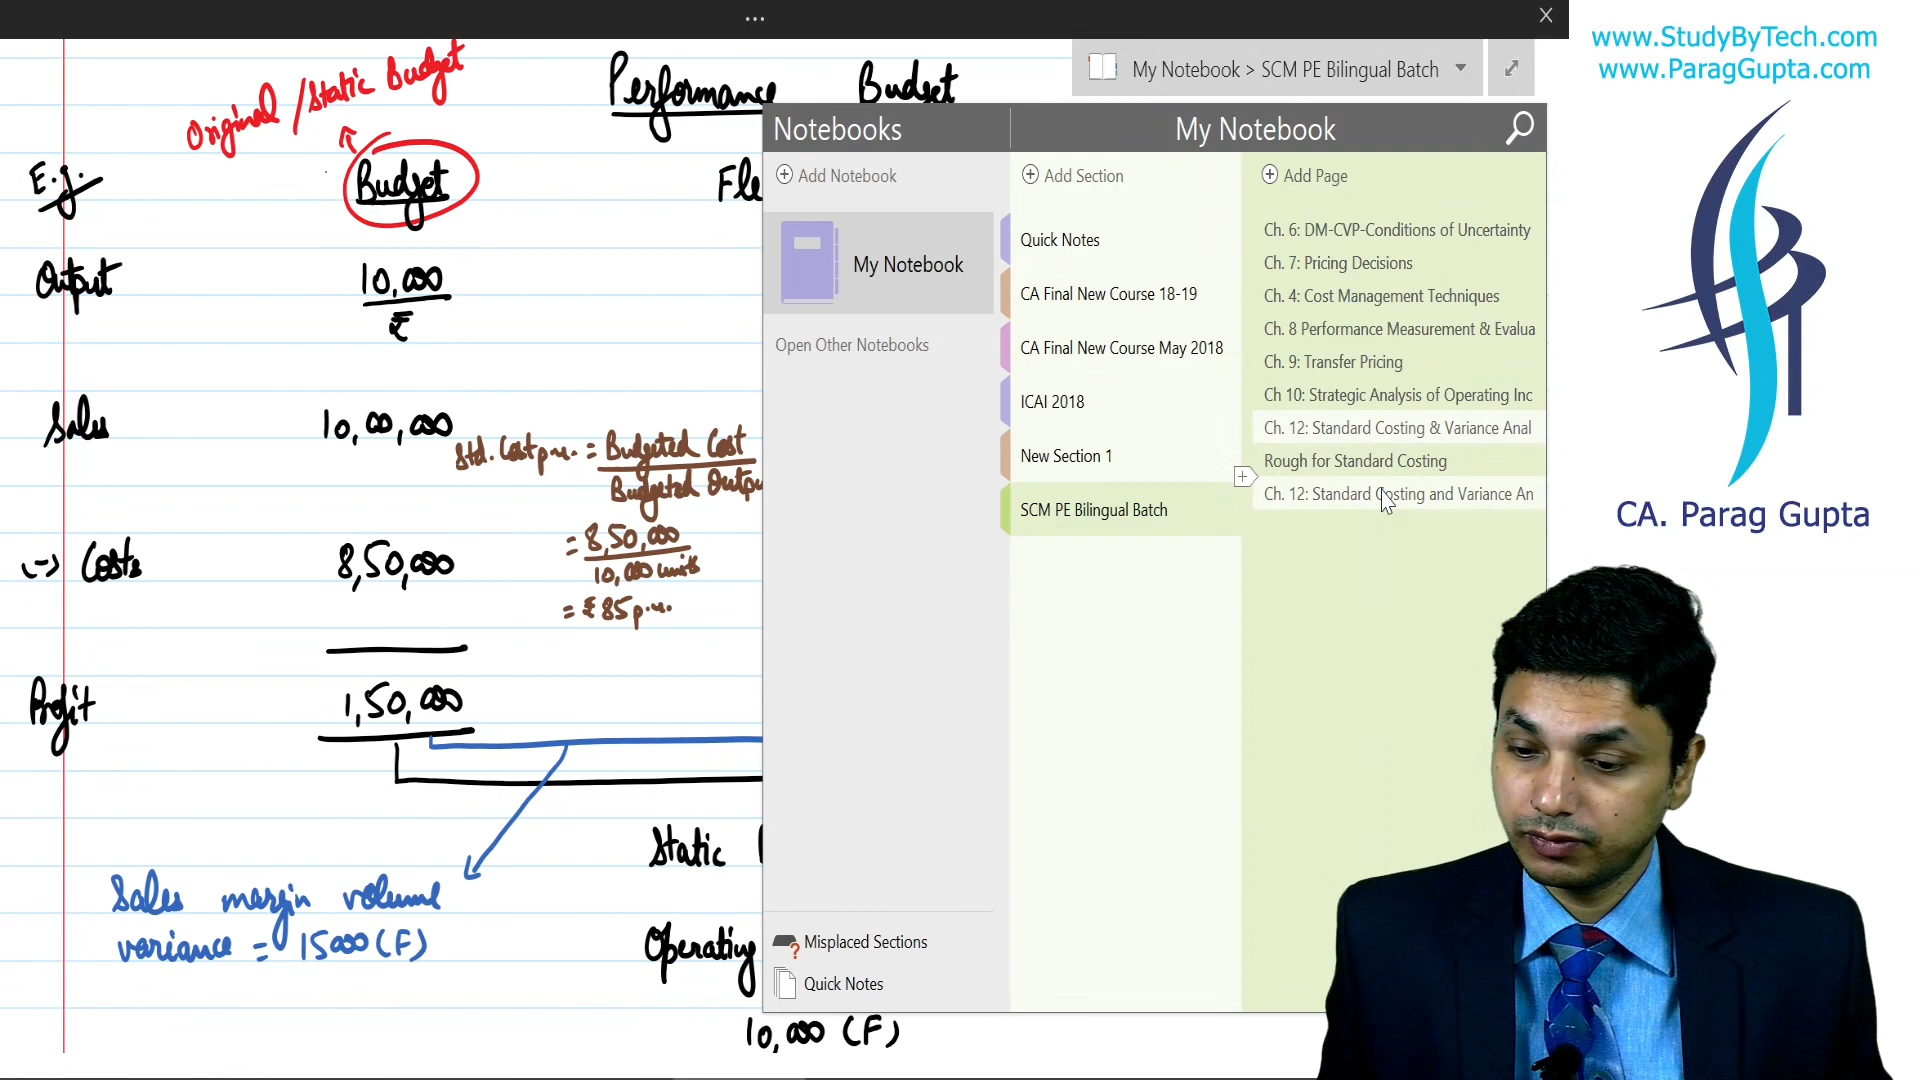 ...
X
www.StudyByTech.com
www.ParagGupta.com
Original / Static Budget
Performance Budget
My Notebook > SCM PE Bilingual Batch
Notebooks
My Notebook
Add Notebook
Add Section
Add Page
E.g.
Budget
Fle
My Notebook
Open Other Notebooks
Quick Notes
CA Final New Course 18-19
CA Final New Course May 2018
ICAI 2018
New Section 1
SCM PE Bilingual Batch
Ch. 6: DM-CVP-Conditions of Uncertainty
Ch. 7: Pricing Decisions
Ch. 4: Cost Management Techniques
Ch. 8 Performance Measurement & Evalua
Ch. 9: Transfer Pricing
Ch 10: Strategic Analysis of Operating Inc
Ch. 12: Standard Costing & Variance Anal
Rough for Standard Costing
Ch. 12: Standard Costing and Variance An
Output
10,000
₹
Sales
10,00,000
Std. Cost p.u. = Budgeted Cost
Budgeted Outpu
= 8,50,000
10,000 units
= ₹ 85 p.u.
(-) Costs
8,50,000
Profit
1,50,000
Static
Sales margin volume
variance = 15000 (F)
Operating
10,000 (F)
Misplaced Sections
Quick Notes
CA. Parag Gupta